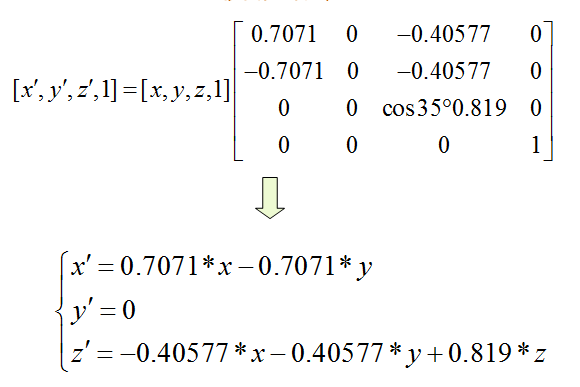 [x′, y′, z′,1] = [x, y, z,1]
0.7071 0 −0.40577 0
−0.7071 0 −0.40577 0
0 0 cos35°0.819 0
0 0 0 1
x′ = 0.7071*x − 0.7071*y
y′ = 0
z′ = −0.40577*x − 0.40577*y + 0.819*z